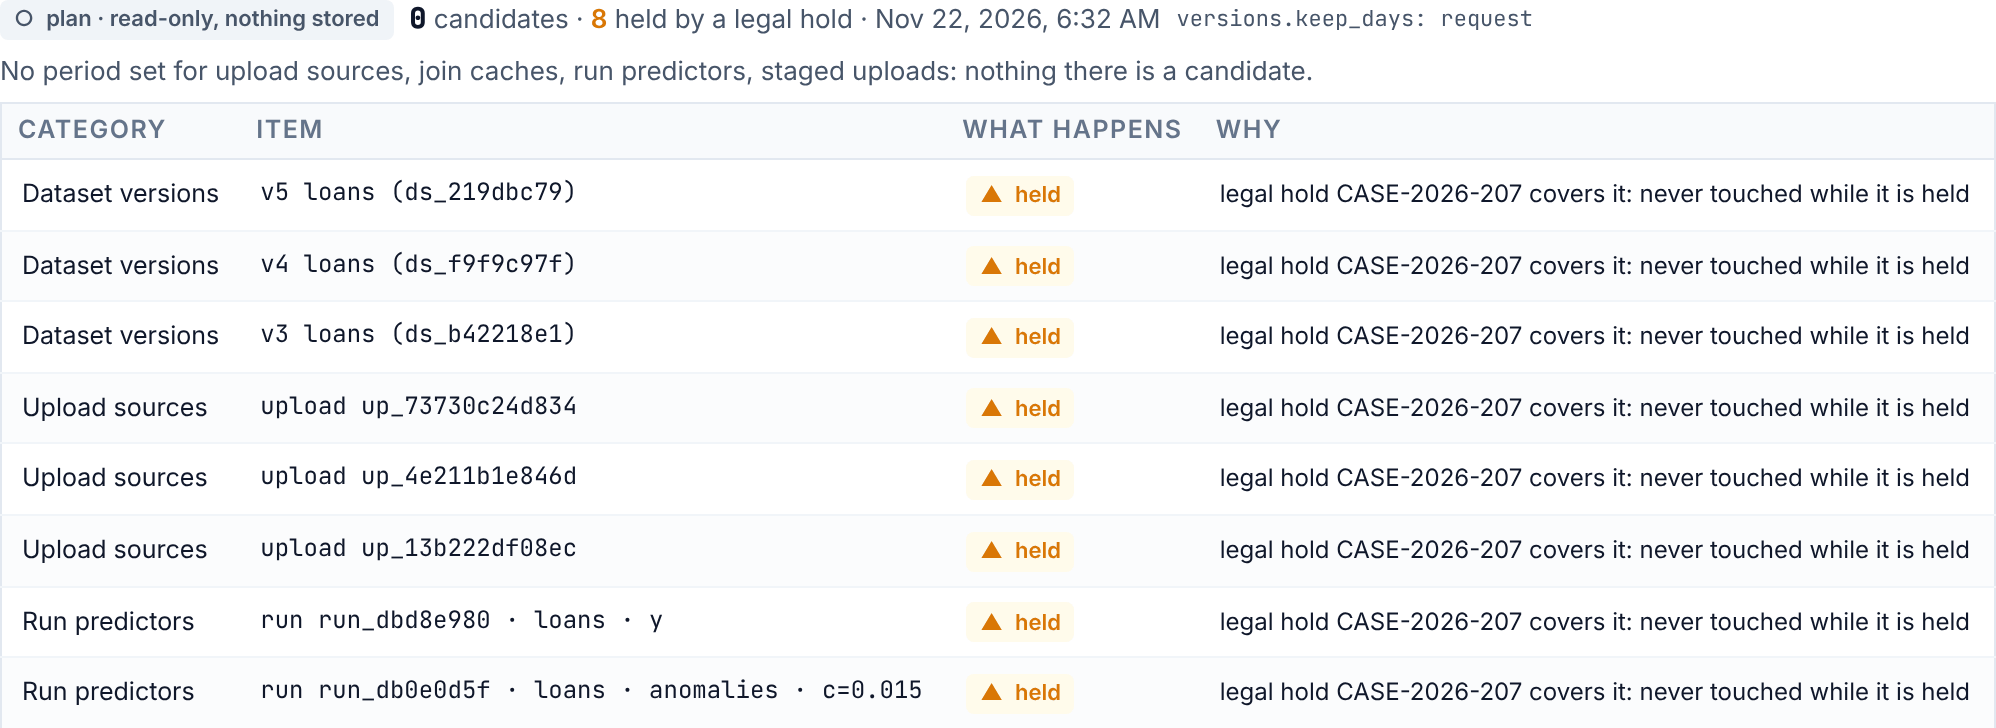 plan · read-only, nothing stored 0 candidates · 8 held by a legal hold · Nov 22, 2026, 6:32 AM versions.keep_days: request
No period set for upload sources, join caches, run predictors, staged uploads: nothing there is a candidate.
CATEGORY ITEM WHAT HAPPENS WHY
Dataset versions v5 loans (ds_219dbc79) held legal hold CASE-2026-207 covers it: never touched while it is held
Dataset versions v4 loans (ds_f9f9c97f) held legal hold CASE-2026-207 covers it: never touched while it is held
Dataset versions v3 loans (ds_b42218e1) held legal hold CASE-2026-207 covers it: never touched while it is held
Upload sources upload up_73730c24d834 held legal hold CASE-2026-207 covers it: never touched while it is held
Upload sources upload up_4e211b1e846d held legal hold CASE-2026-207 covers it: never touched while it is held
Upload sources upload up_13b222df08ec held legal hold CASE-2026-207 covers it: never touched while it is held
Run predictors run run_dbd8e980 · loans · y held legal hold CASE-2026-207 covers it: never touched while it is held
Run predictors run run_db0e0d5f · loans · anomalies · c=0.015 held legal hold CASE-2026-207 covers it: never touched while it is held